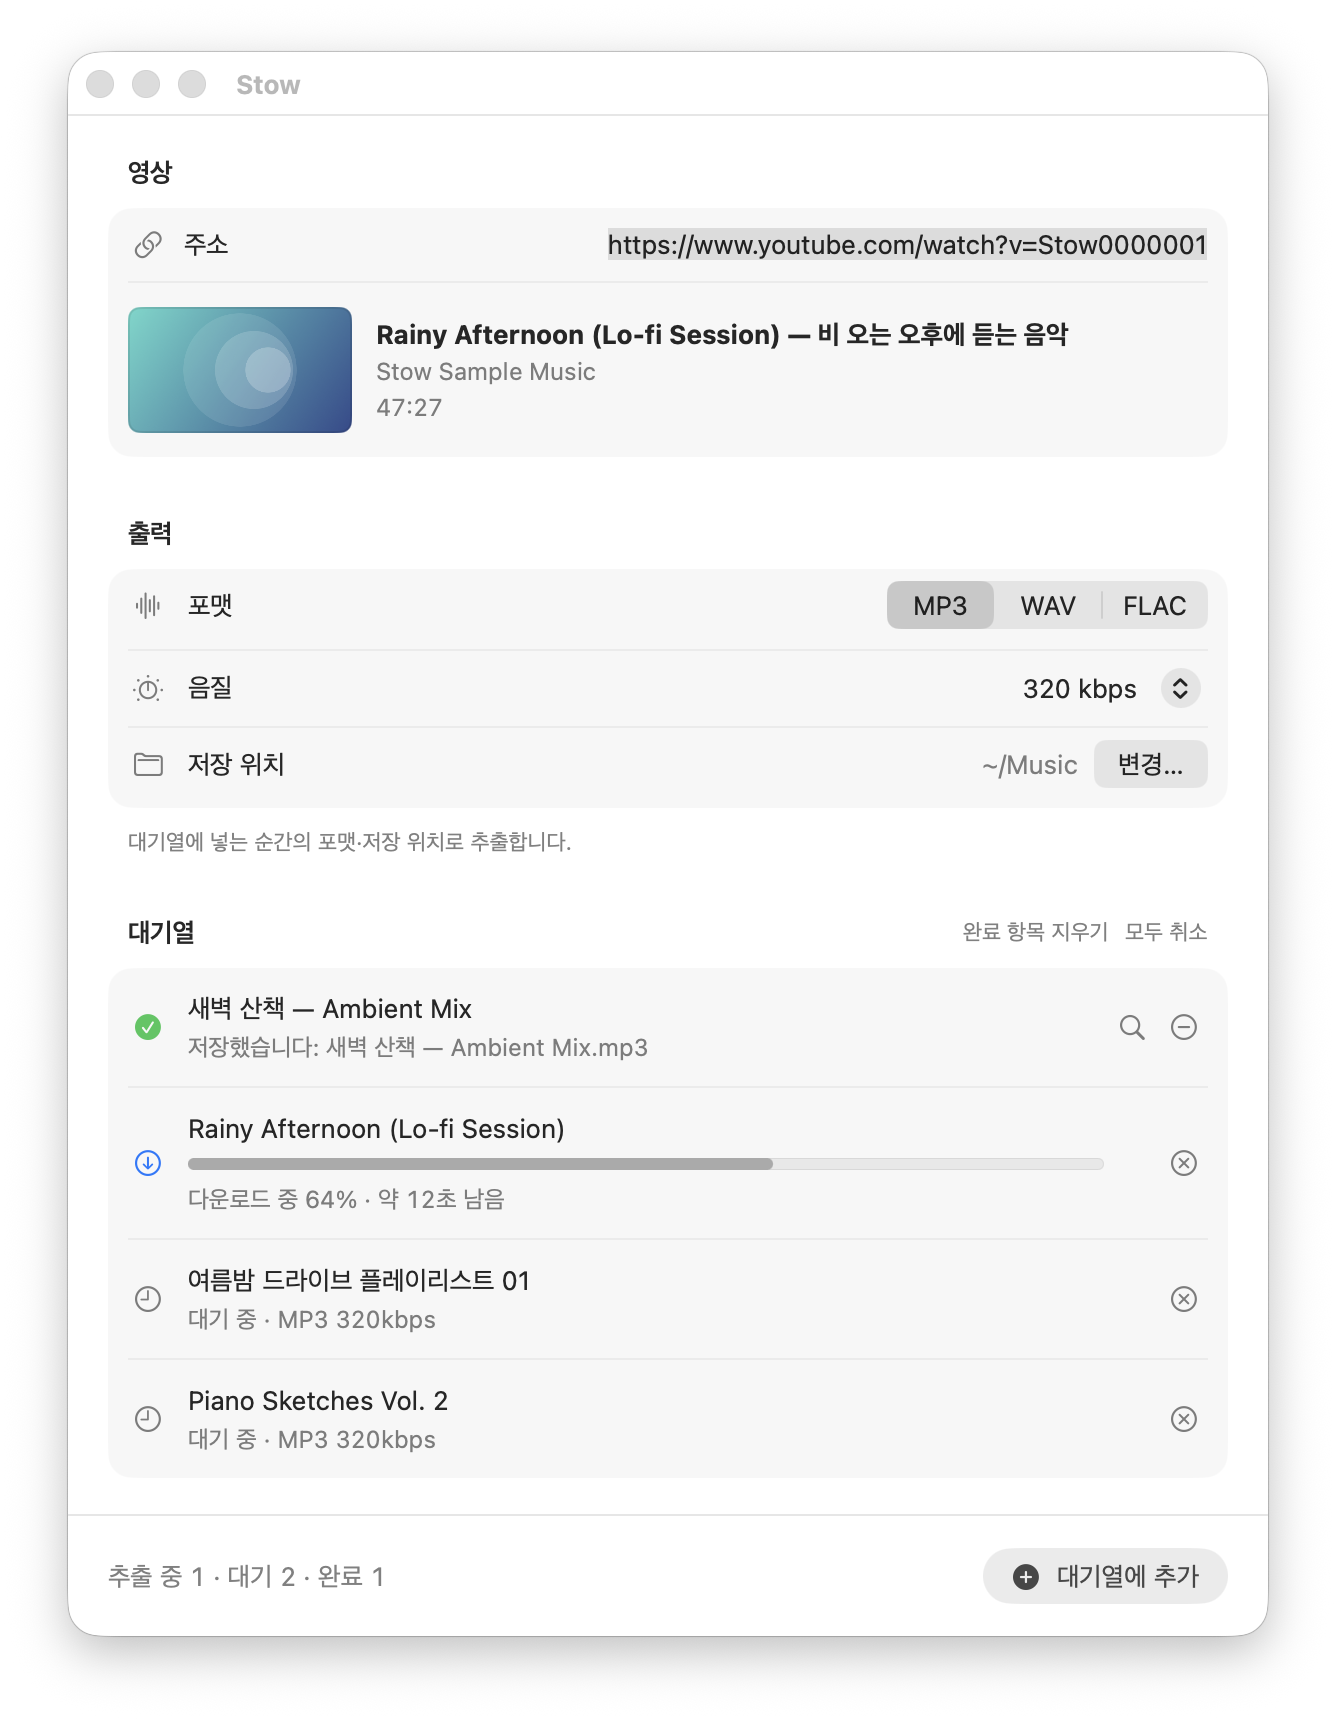 Stow
영상
주소
https://www.youtube.com/watch?v=Stow0000001
Rainy Afternoon (Lo-fi Session) — 비 오는 오후에 듣는 음악
Stow Sample Music
47:27
출력
포맷
MP3 WAV FLAC
음질
320 kbps
저장 위치
~/Music 변경...
대기열에 넣는 순간의 포맷·저장 위치로 추출합니다.
대기열
완료 항목 지우기 모두 취소
새벽 산책 — Ambient Mix
저장했습니다: 새벽 산책 — Ambient Mix.mp3
Rainy Afternoon (Lo-fi Session)
다운로드 중 64% · 약 12초 남음
여름밤 드라이브 플레이리스트 01
대기 중 · MP3 320kbps
Piano Sketches Vol. 2
대기 중 · MP3 320kbps
추출 중 1 · 대기 2 · 완료 1
대기열에 추가